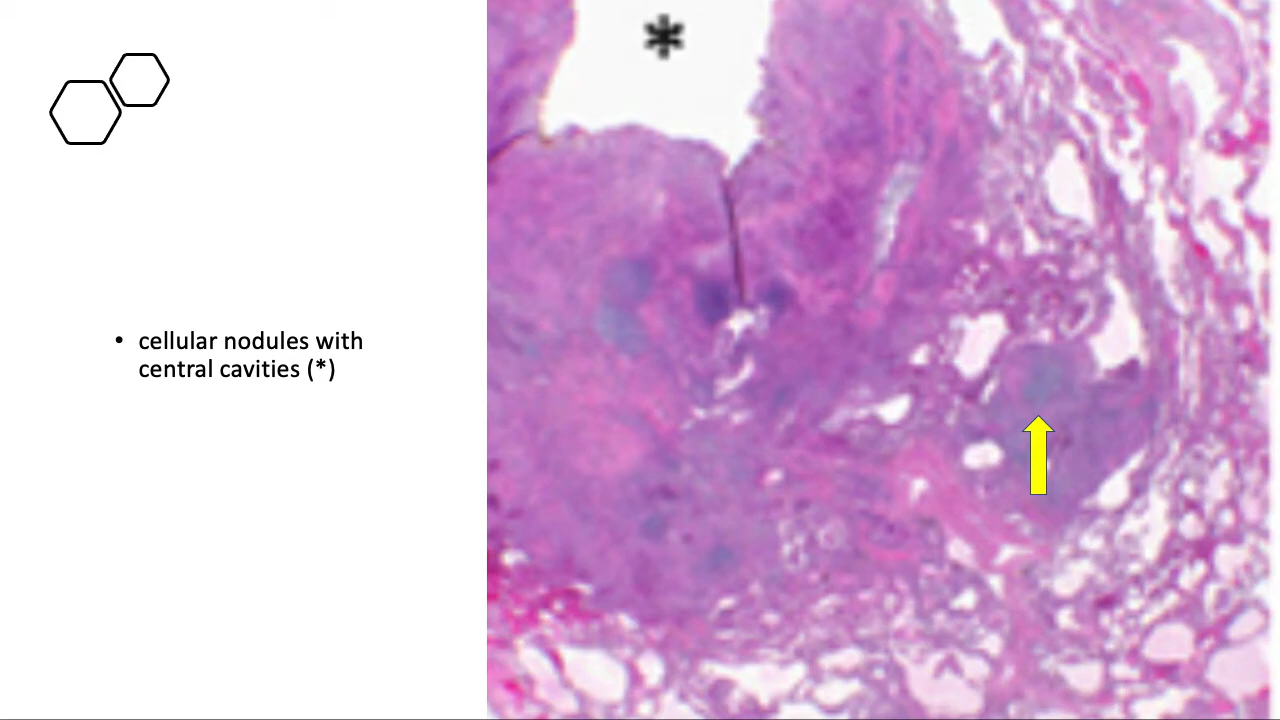 *
• cellular nodules with
central cavities (*)